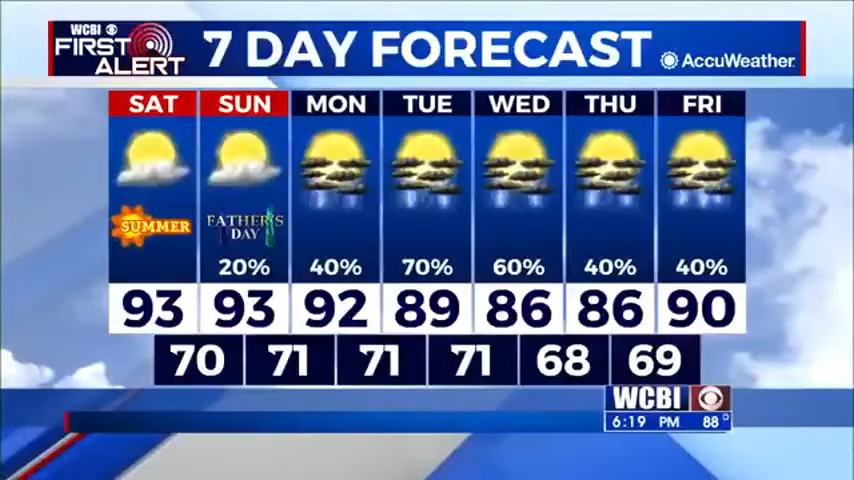 WCBI
FIRST
ALERT
7 DAY FORECAST
AccuWeather
SAT SUN MON TUE WED THU FRI
SUMMER
FATHER'S
DAY
20% 40% 70% 60% 40% 40%
93 93 92 89 86 86 90
70 71 71 71 68 69
WCBI
6:19 PM 88°